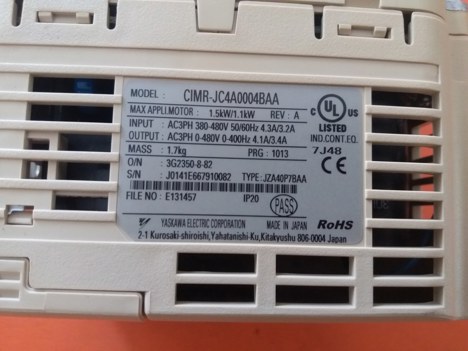 MODEL : CIMR-JC4A0004BAA
MAX APPLI.MOTOR : 1.5kW/1.1kW REV : A
INPUT : AC3PH 380-480V 50/60Hz 4.3A/3.2A
OUTPUT : AC3PH 0-480V 0-400Hz 4.1A/3.4A
MASS : 1.7kg PRG : 1013
O/N : 3G2350-8-82
S/N : J0141E667910082 TYPE : JZA40P7BAA
FILE NO : E131457 IP20 PASS
YASKAWA ELECTRIC CORPORATION MADE IN JAPAN RoHS
2-1 Kurosaki-shiroishi,Yahatanishi-Ku,Kitakyushu 806-0004 Japan
C UL US
LISTED
IND.CONT.EQ.
7J48
CE